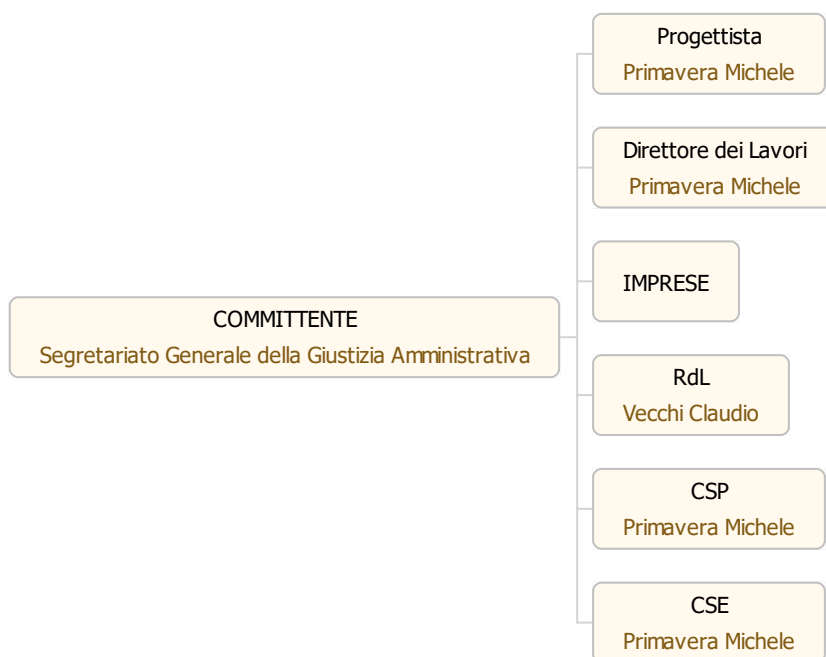 Progettista
Primavera Michele
Direttore dei Lavori
Primavera Michele
IMPRESE
COMMITTENTE
Segretariato Generale della Giustizia Amministrativa
RdL
Vecchi Claudio
CSP
Primavera Michele
CSE
Primavera Michele